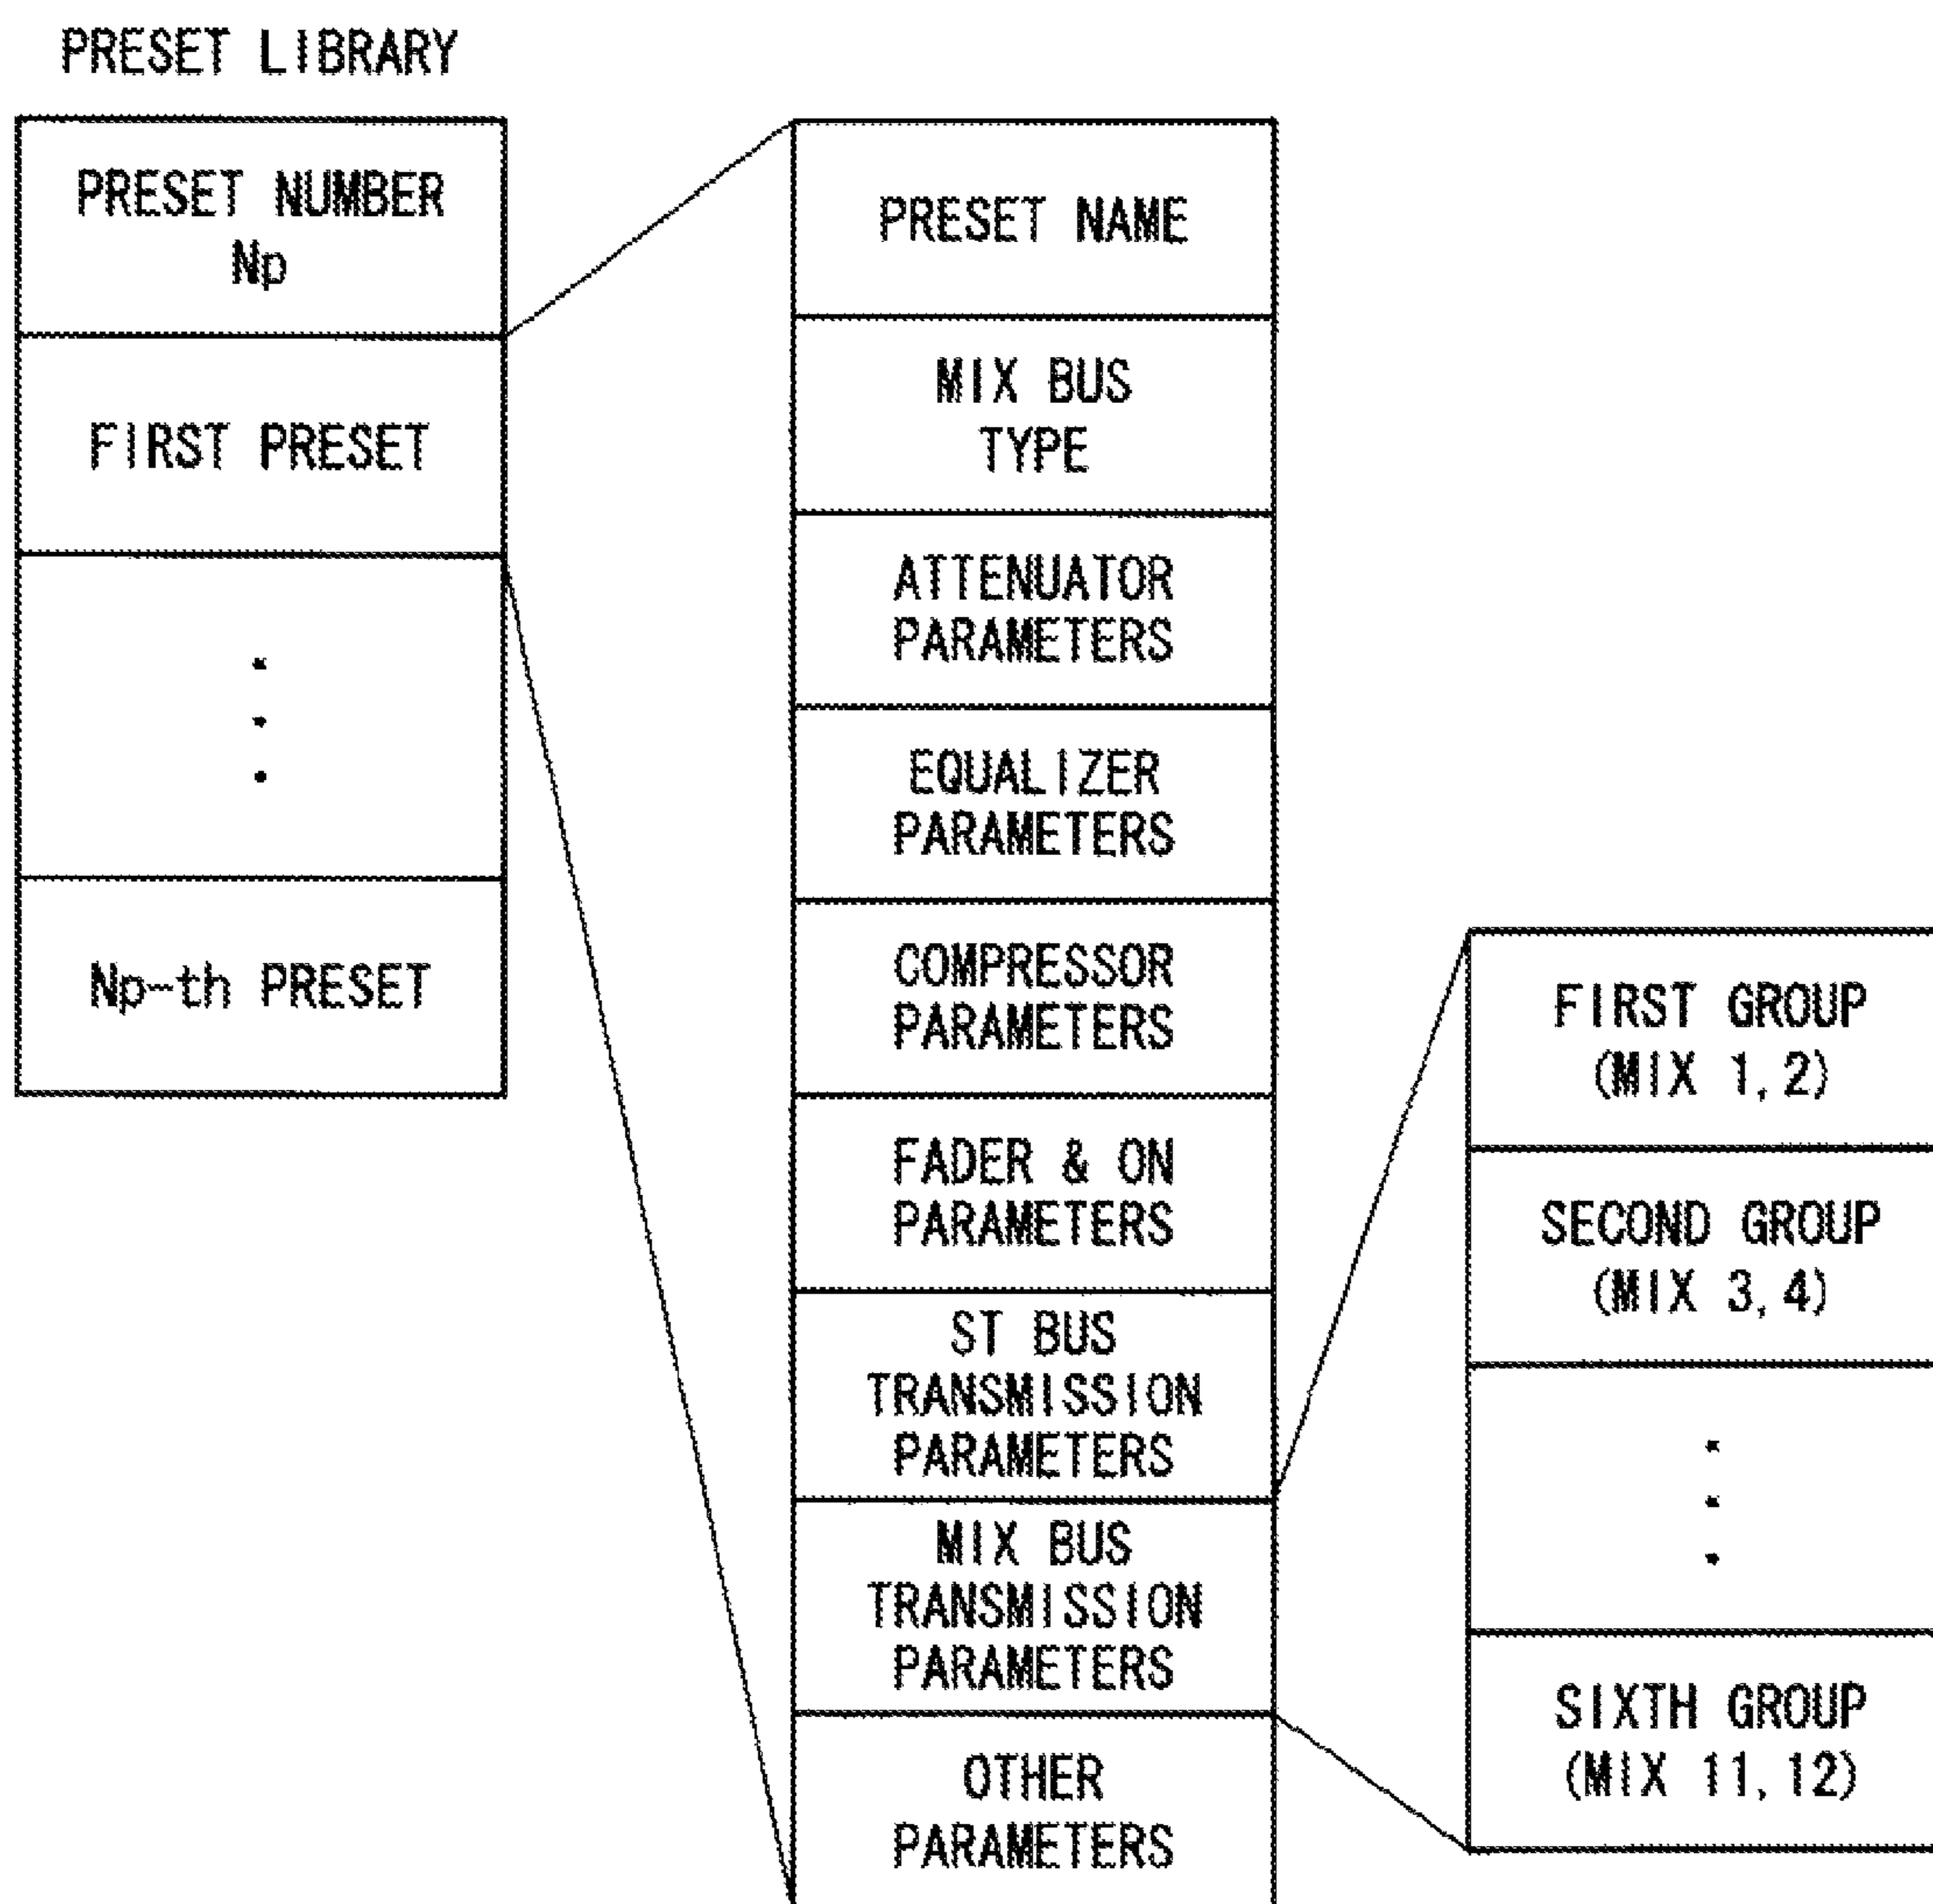 PRESET LIBRARY
PRESET NUMBER
Np
FIRST PRESET
Np-th PRESET
PRESET NAME
MIX BUS
TYPE
ATTENUATOR
PARAMETERS
EQUALIZER
PARAMETERS
COMPRESSOR
PARAMETERS
FADER & ON
PARAMETERS
ST BUS
TRANSMISSION
PARAMETERS
MIX BUS
TRANSMISSION
PARAMETERS
OTHER
PARAMETERS
FIRST GROUP
(MIX 1,2)
SECOND GROUP
(MIX 3,4)
SIXTH GROUP
(MIX 11,12)